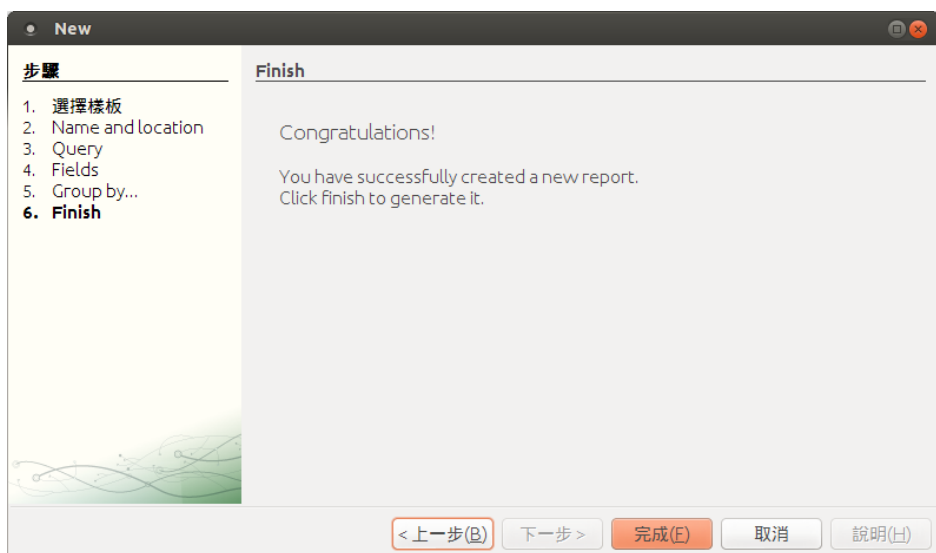 New
步驟
1. 選擇樣板
2. Name and location
3. Query
4. Fields
5. Group by...
6. Finish
Finish
Congratulations!
You have successfully created a new report.
Click finish to generate it.
< 上一步(B) 下一步 > 完成(F) 取消 說明(H)